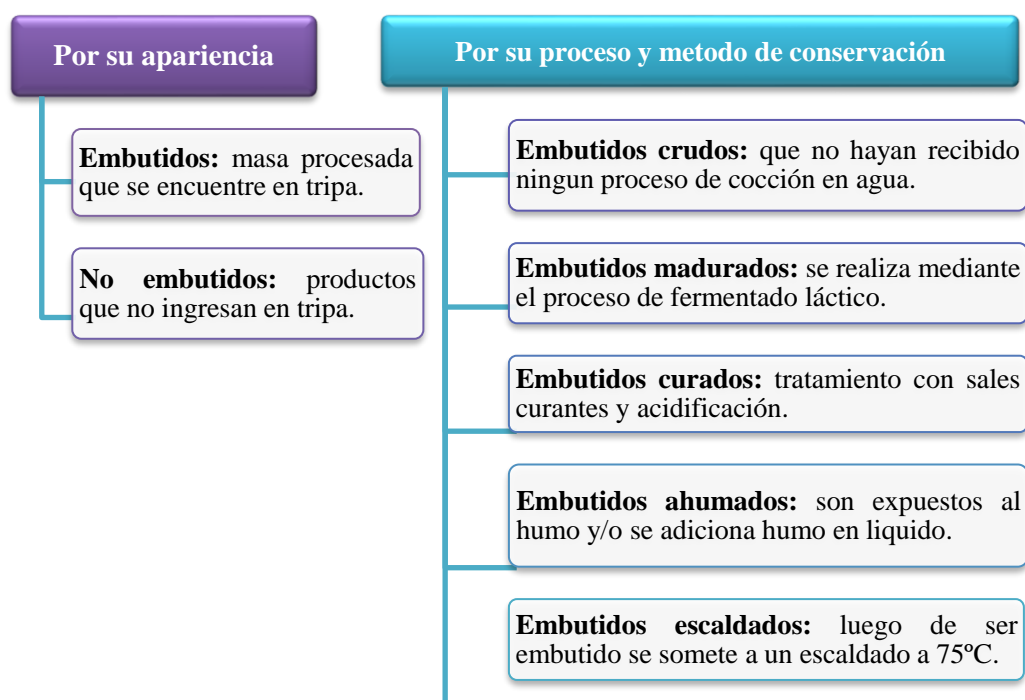 Por su apariencia
Embutidos: masa procesada
que se encuentre en tripa.
No embutidos: productos
que no ingresan en tripa.
Por su proceso y metodo de conservación
Embutidos crudos: que no hayan recibido
ningun proceso de cocción en agua.
Embutidos madurados: se realiza mediante
el proceso de fermentado láctico.
Embutidos curados: tratamiento con sales
curantes y acidificación.
Embutidos ahumados: son expuestos al
humo y/o se adiciona humo en liquido.
Embutidos escaldados: luego de ser
embutido se somete a un escaldado a 75ºC.